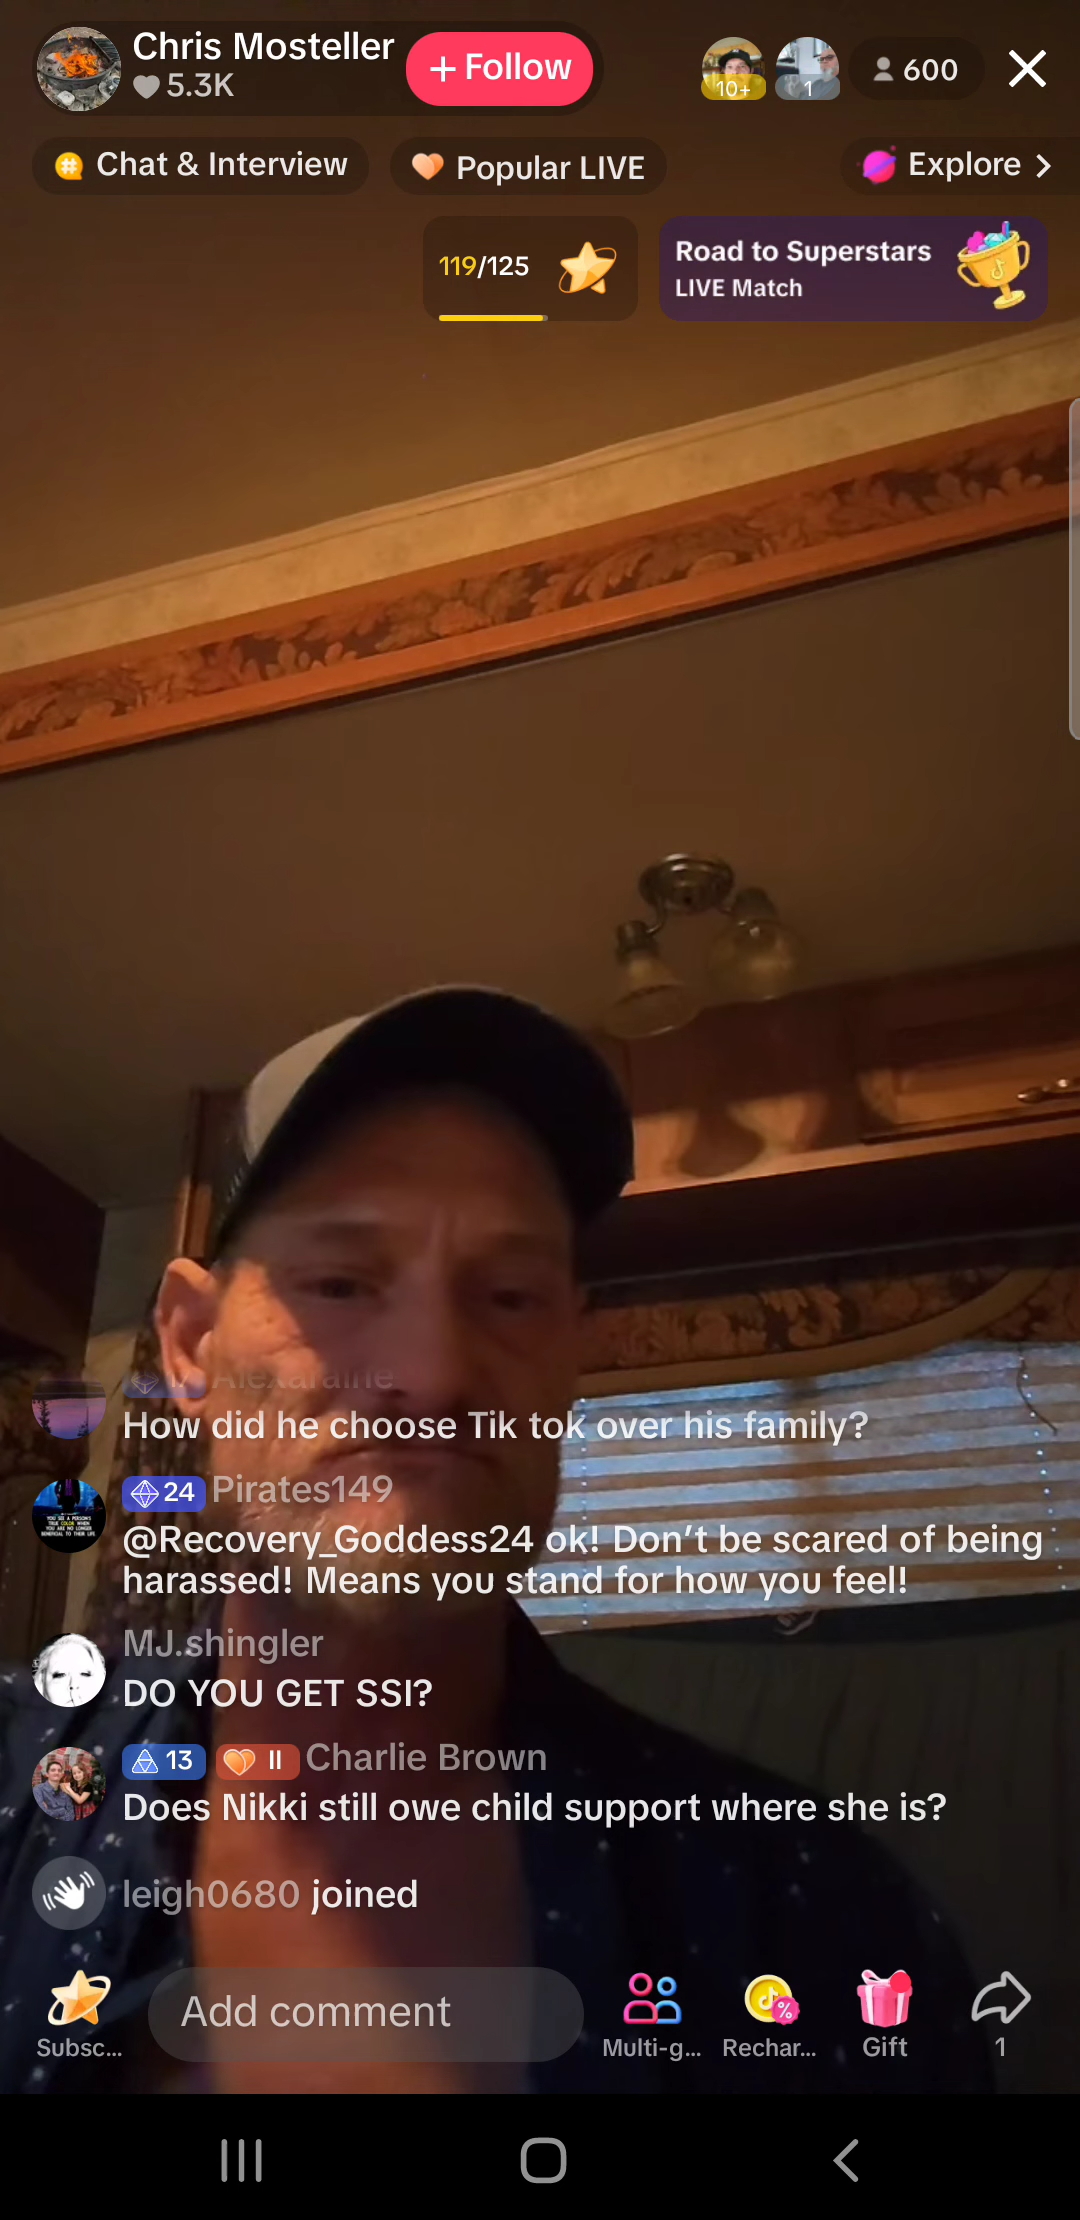 Chris Mosteller
5.3K
+ Follow
10+
1
600
Chat & Interview
Popular LIVE
Explore >
119/125
Road to Superstars
LIVE Match
17 Alexaraine
How did he choose Tik tok over his family?
24 Pirates149
@Recovery_Goddess24 ok! Don't be scared of being
harassed! Means you stand for how you feel!
MJ.shingler
DO YOU GET SSI?
13 II Charlie Brown
Does Nikki still owe child support where she is?
leigh0680 joined
Add comment
Subsc...
Multi-g...
Rechar...
Gift
1